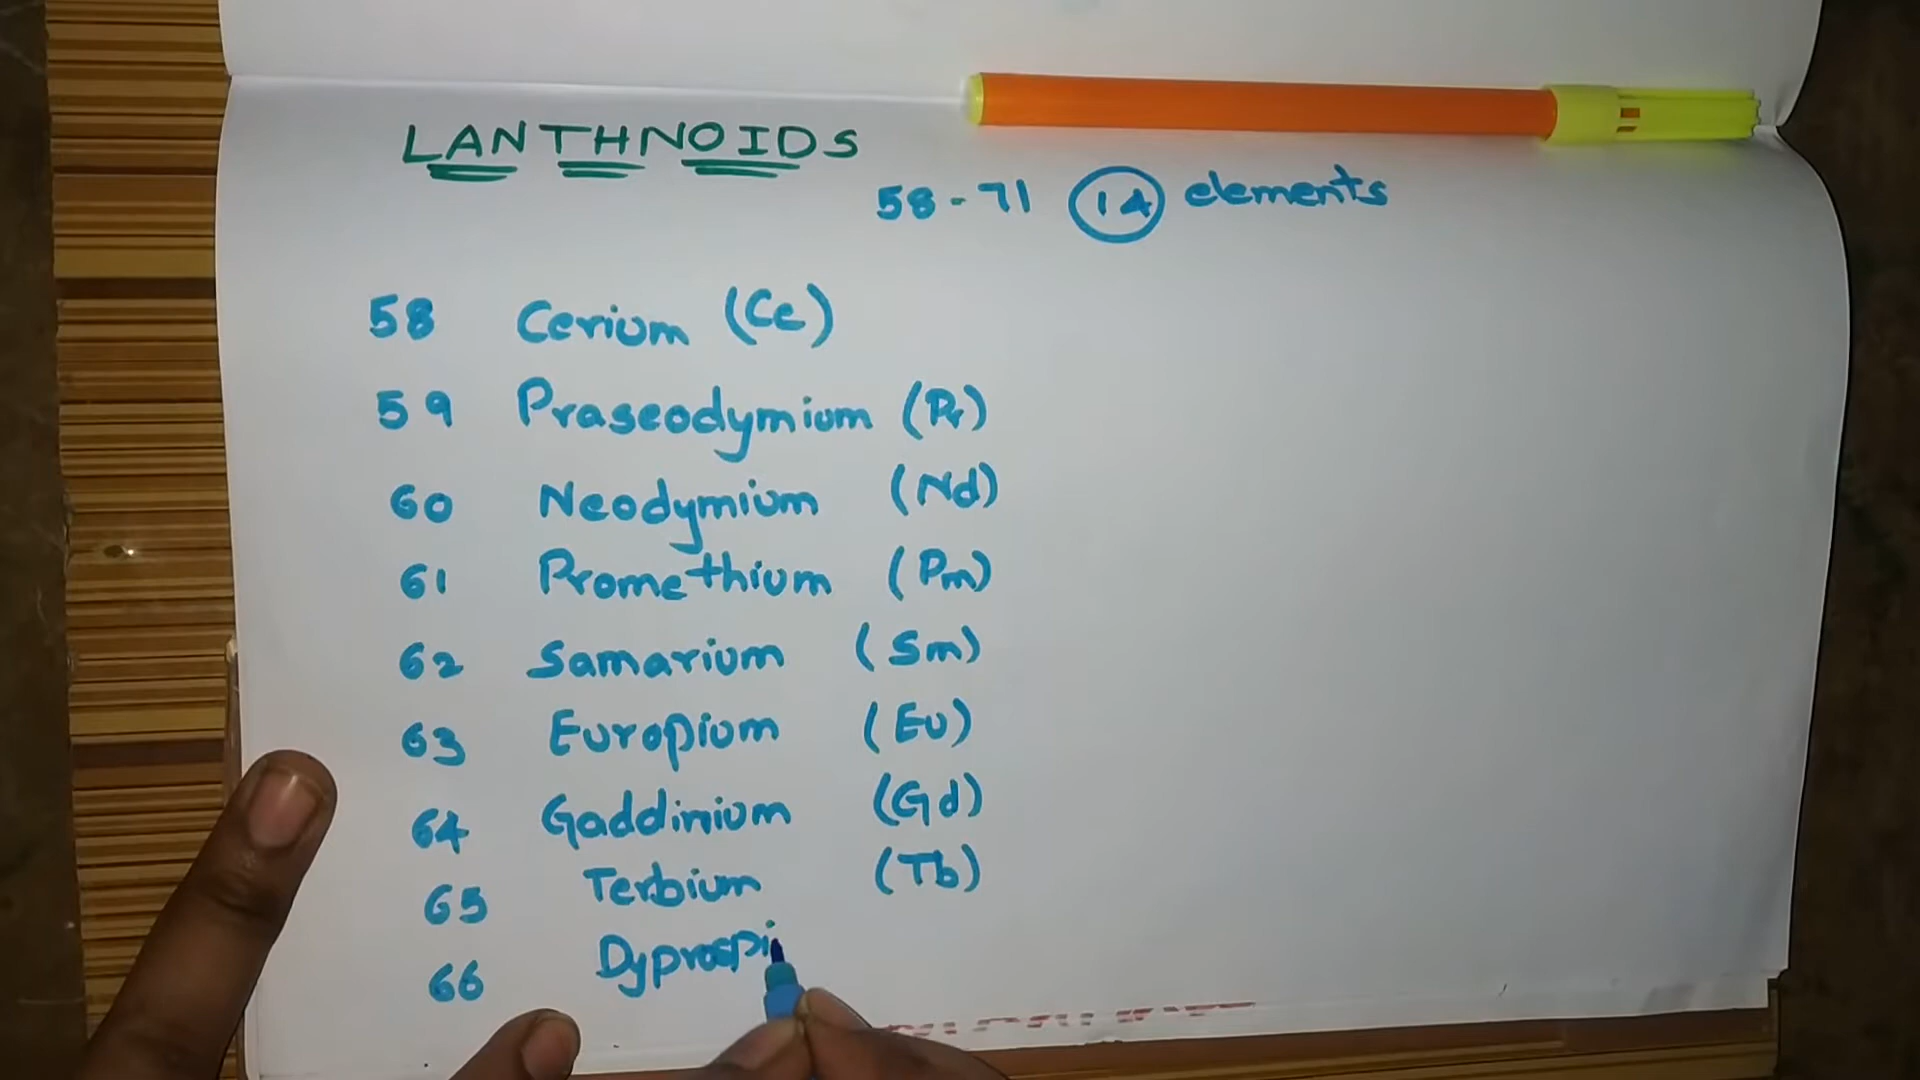 LANTHNOIDS
58-71 14 elements
58 Cerium (Ce)
59 Praseodymium (Pr)
60 Neodymium (Nd)
61 Promethium (Pm)
62 Samarium (Sm)
63 Europium (Eu)
64 Gaddinium (Gd)
65 Terbium (Tb)
66 Dyprospi